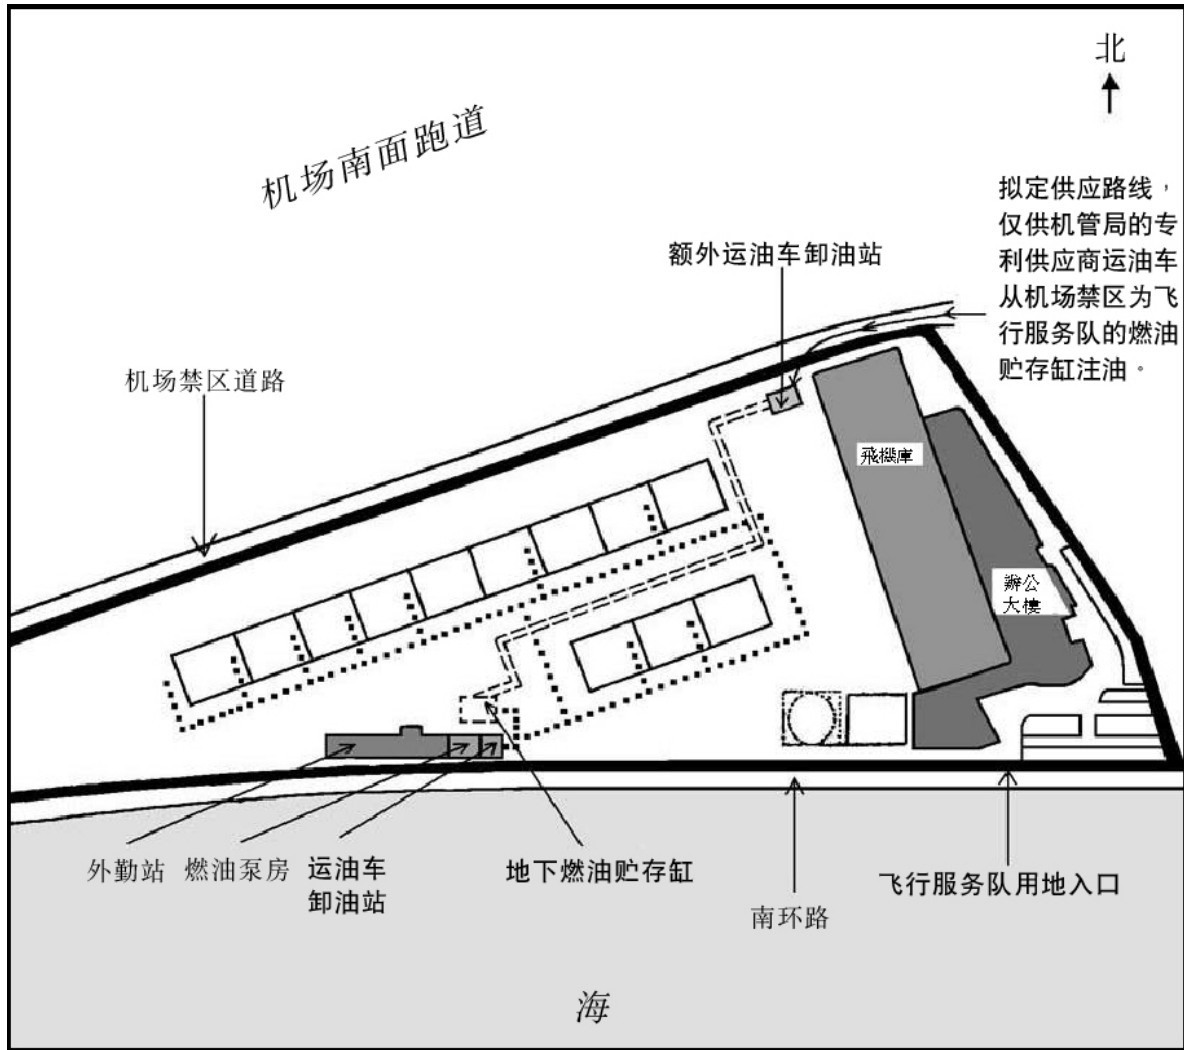 北
机场南面跑道
拟定供应路线，
仅供机管局的专
利供应商运油车
从机场禁区为飞
行服务队的燃油
贮存缸注油。
额外运油车卸油站
机场禁区道路
飛機庫
辦公
大樓
外勤站
燃油泵房
运油车
卸油站
地下燃油贮存缸
南环路
飞行服务队用地入口
海